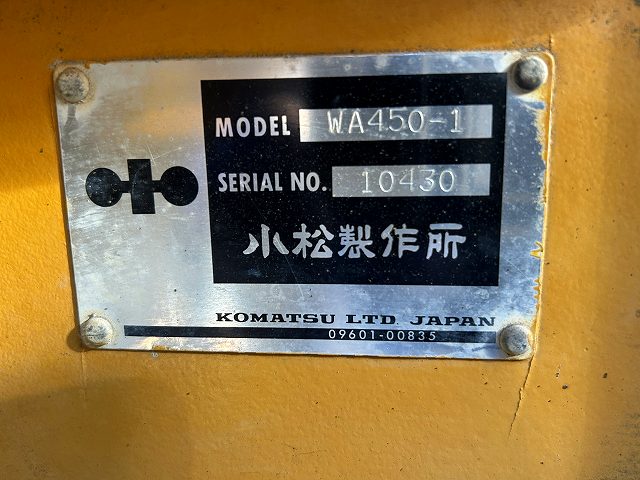 MODEL WA450-1
SERIAL NO. 10430
小松製作所
KOMATSU LTD. JAPAN
09601-00835